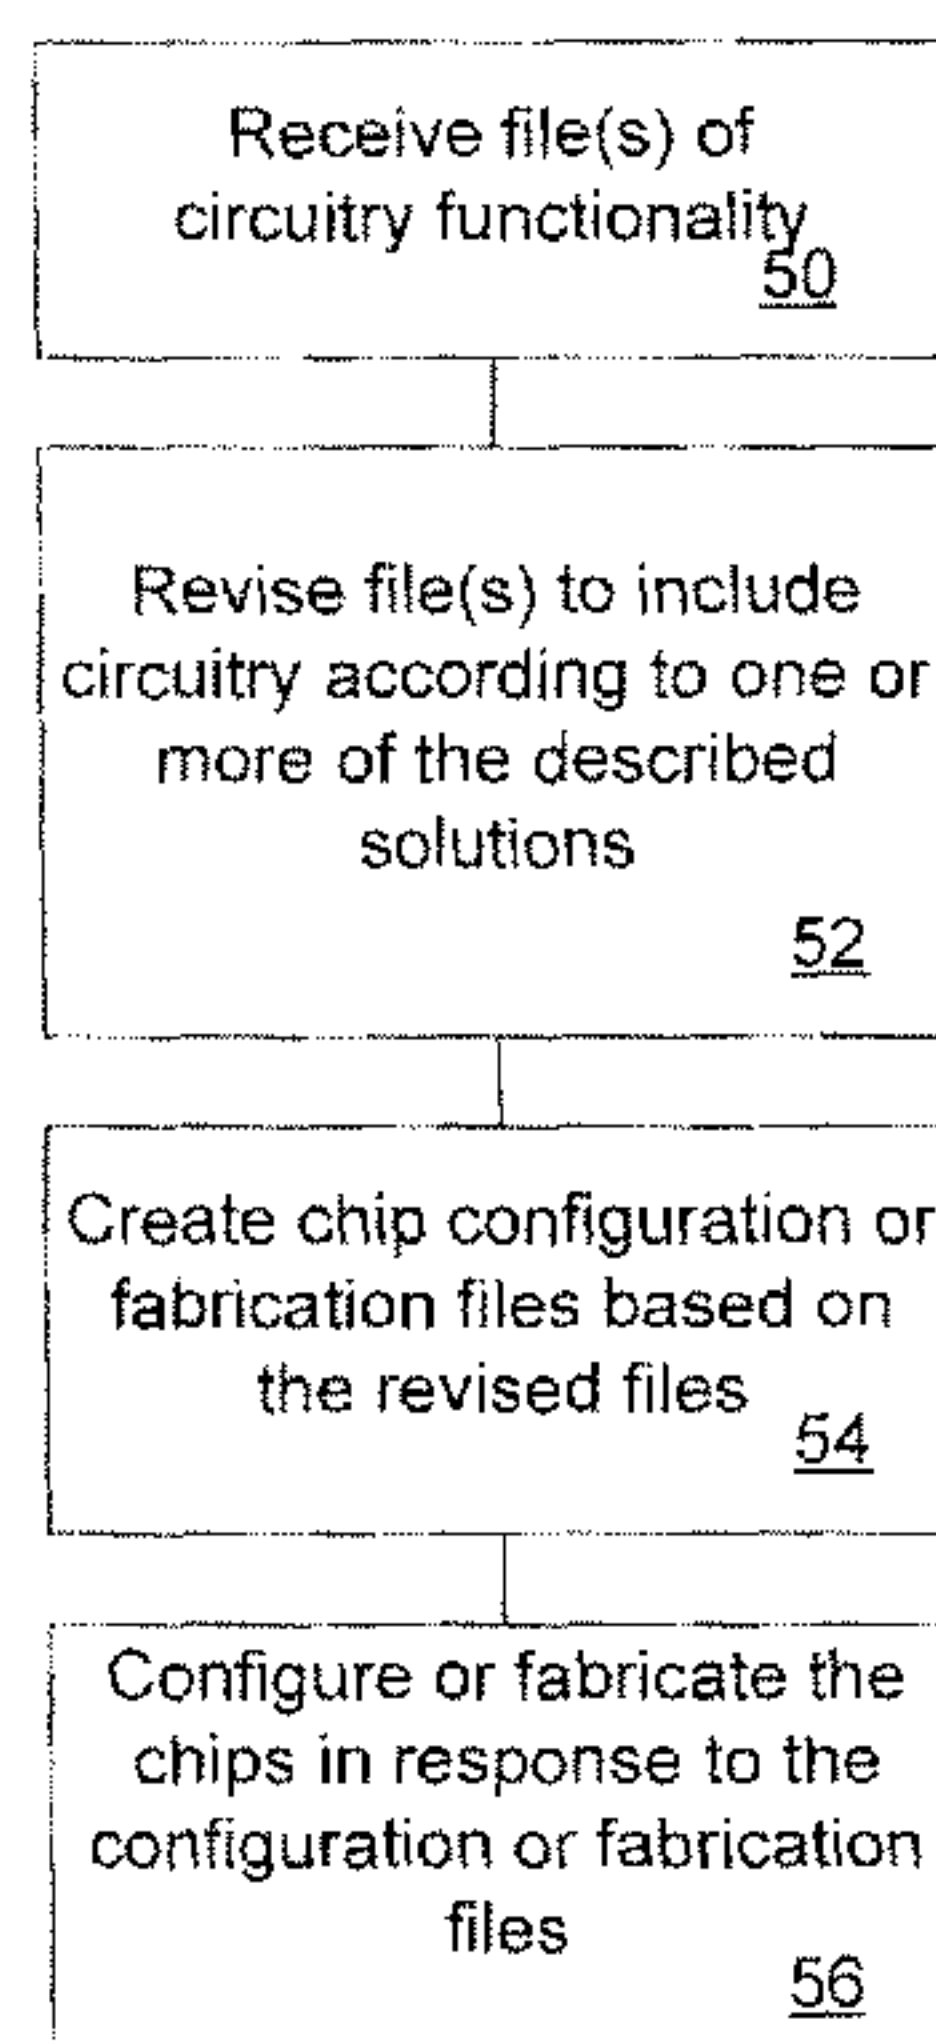 Receive file(s) of
circuitry functionality
50
Revise file(s) to include
circuitry according to one or
more of the described
solutions
52
Create chip configuration or
fabrication files based on
the revised files
54
Configure or fabricate the
chips in response to the
configuration or fabrication
files
56